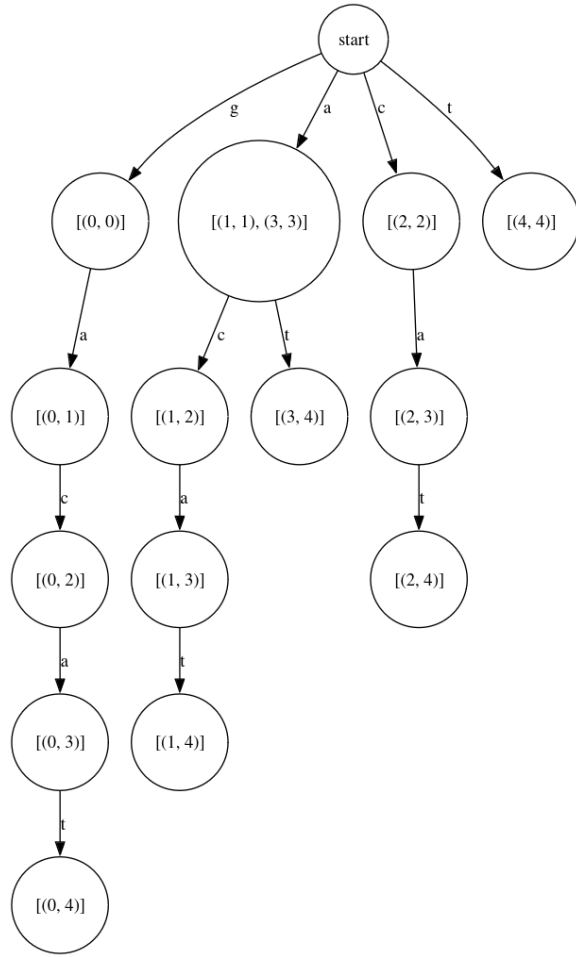 start
g
a
c
t
[(0, 0)]
[(1, 1), (3, 3)]
[(2, 2)]
[(4, 4)]
a
c
t
a
[(0, 1)]
[(1, 2)]
[(3, 4)]
[(2, 3)]
c
a
t
[(0, 2)]
[(1, 3)]
[(2, 4)]
a
t
[(0, 3)]
[(1, 4)]
t
[(0, 4)]